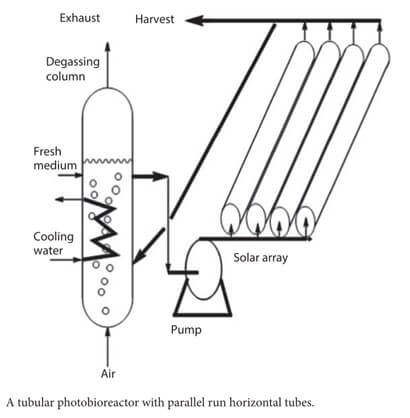 Exhaust
Harvest
Degassing
column
Fresh
medium
Cooling
water
Solar array
Pump
Air
A tubular photobioreactor with parallel run horizontal tubes.